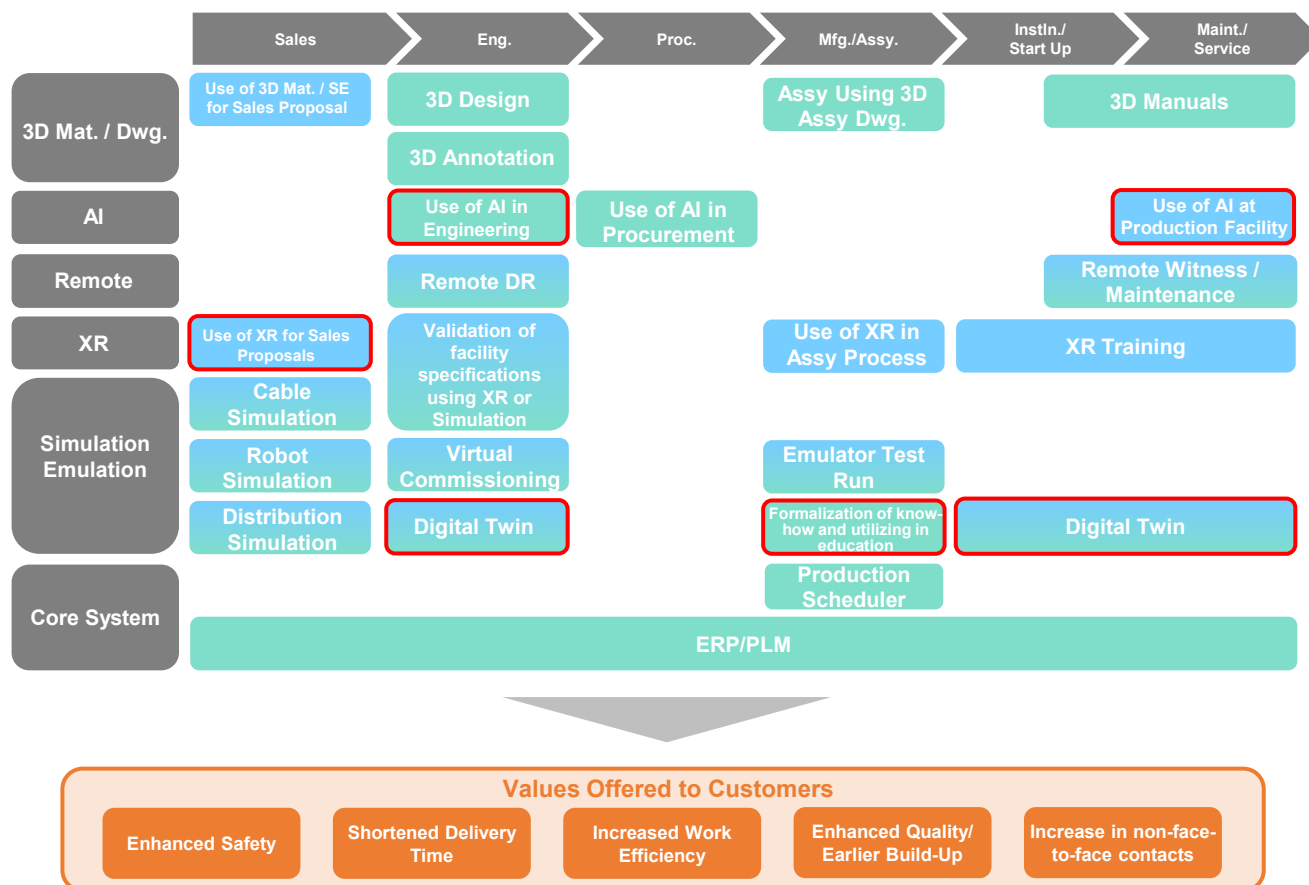 Sales
Eng.
Proc.
Mfg./Assy.
Instln./
Start Up
Maint./
Service
3D Mat. / Dwg.
Use of 3D Mat. / SE
for Sales Proposal
3D Design
Assy Using 3D
Assy Dwg.
3D Manuals
3D Annotation
AI
Use of AI in
Engineering
Use of AI in
Procurement
Use of AI at
Production Facility
Remote
Remote DR
Remote Witness /
Maintenance
XR
Use of XR for Sales
Proposals
Validation of
facility
specifications
using XR or
Simulation
Use of XR in
Assy Process
XR Training
Simulation
Emulation
Cable
Simulation
Robot
Simulation
Virtual
Commissioning
Emulator Test
Run
Distribution
Simulation
Digital Twin
Formalization of know-
how and utilizing in
education
Digital Twin
Core System
Production
Scheduler
ERP/PLM
Values Offered to Customers
Enhanced Safety
Shortened Delivery
Time
Increased Work
Efficiency
Enhanced Quality/
Earlier Build-Up
Increase in non-face-
to-face contacts